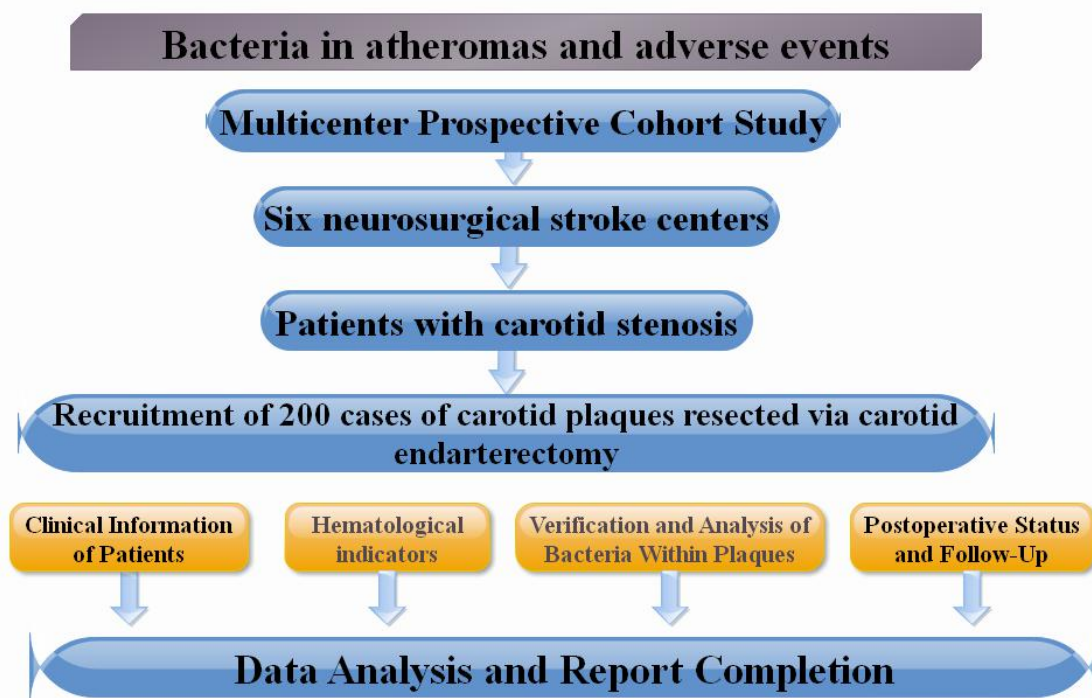 Bacteria in atheromas and adverse events
Multicenter Prospective Cohort Study
Six neurosurgical stroke centers
Patients with carotid stenosis
Recruitment of 200 cases of carotid plaques resected via carotid
endarterectomy
Clinical Information
of Patients
Hematological
indicators
Verification and Analysis of
Bacteria Within Plaques
Postoperative Status
and Follow-Up
Data Analysis and Report Completion